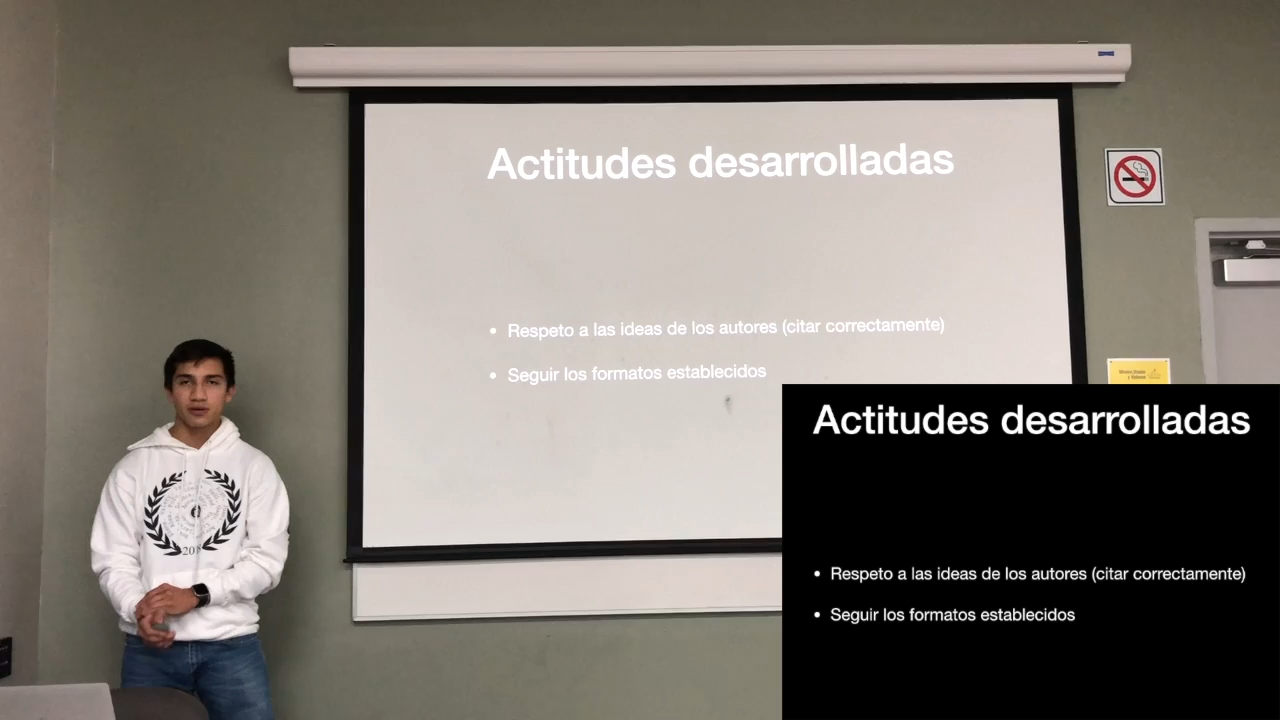 Actitudes desarrolladas
• Respeto a las ideas de los autores (citar correctamente)
• Seguir los formatos establecidos
Actitudes desarrolladas
• Respeto a las ideas de los autores (citar correctamente)
• Seguir los formatos establecidos